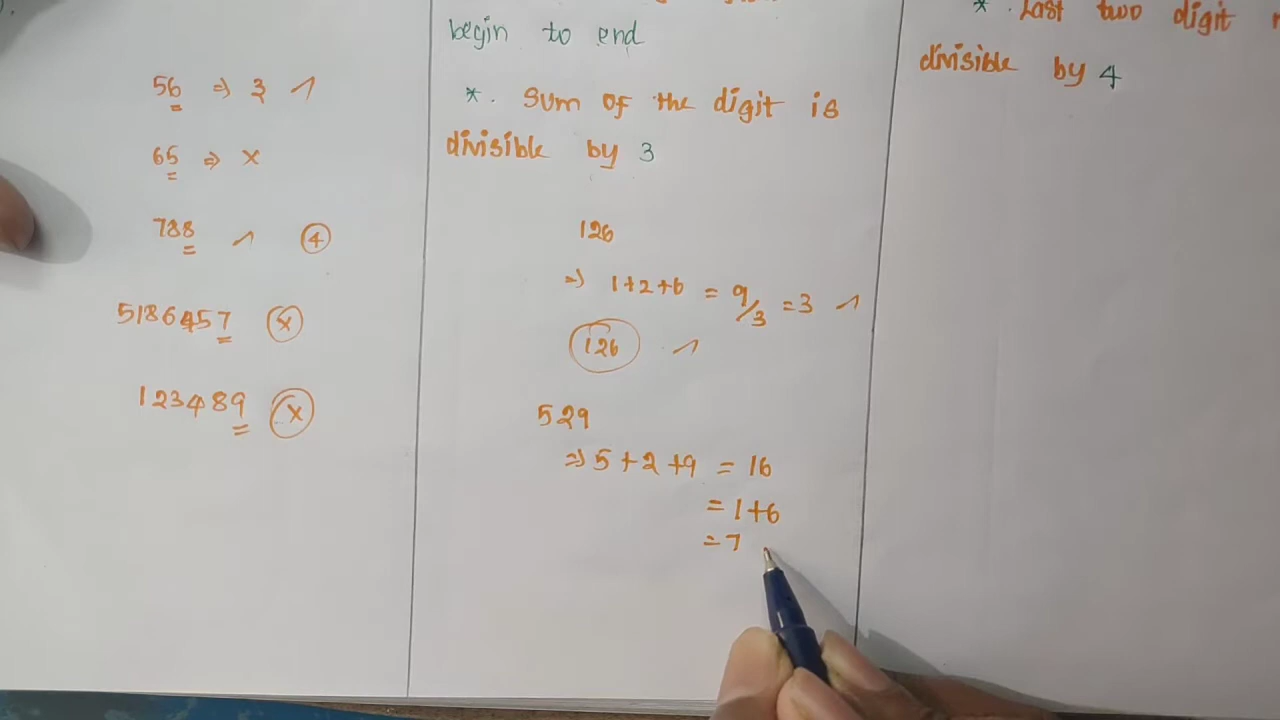 56 ⇒ 3 ✓
65 ⇒ ×
788 ✓ 4
5186457 ×
123489 ×
begin to end
*. Sum of the digit is
divisible by 3
126
⇒ 1+2+6 = 9/3 = 3 ✓
126 ✓
529
⇒ 5+2+9 = 16
= 1+6
= 7
*. Last two digit
divisible by 4